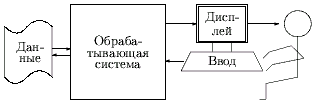 Дан-
ные
Обраба-
тывающая
система
Дисп-
лей
Ввод